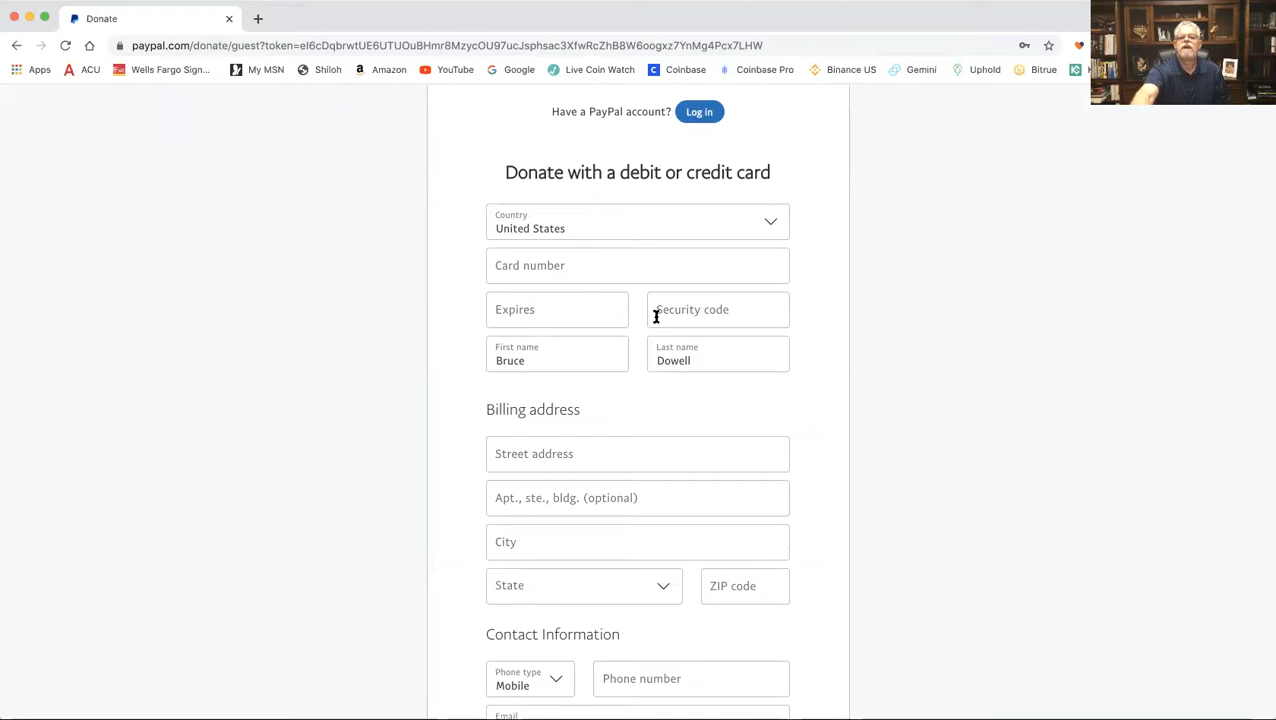 Donate
paypal.com/donate/guest?token=eI6cDqbrwtUE6UTUOuBHmr8MzycOU97ucJsphsac3XfwRcZhB8W6oogxz7YnMg4Pcx7LHW
Apps ACU Wells Fargo Sign... My MSN Shiloh Amazon YouTube Google Live Coin Watch Coinbase Coinbase Pro Binance US Gemini Uphold Bitrue
Have a PayPal account? Log in
Donate with a debit or credit card
Country
United States
Card number
Expires Security code
First name Last name
Bruce Dowell
Billing address
Street address
Apt., ste., bldg. (optional)
City
State ZIP code
Contact Information
Phone type
Mobile Phone number
Email